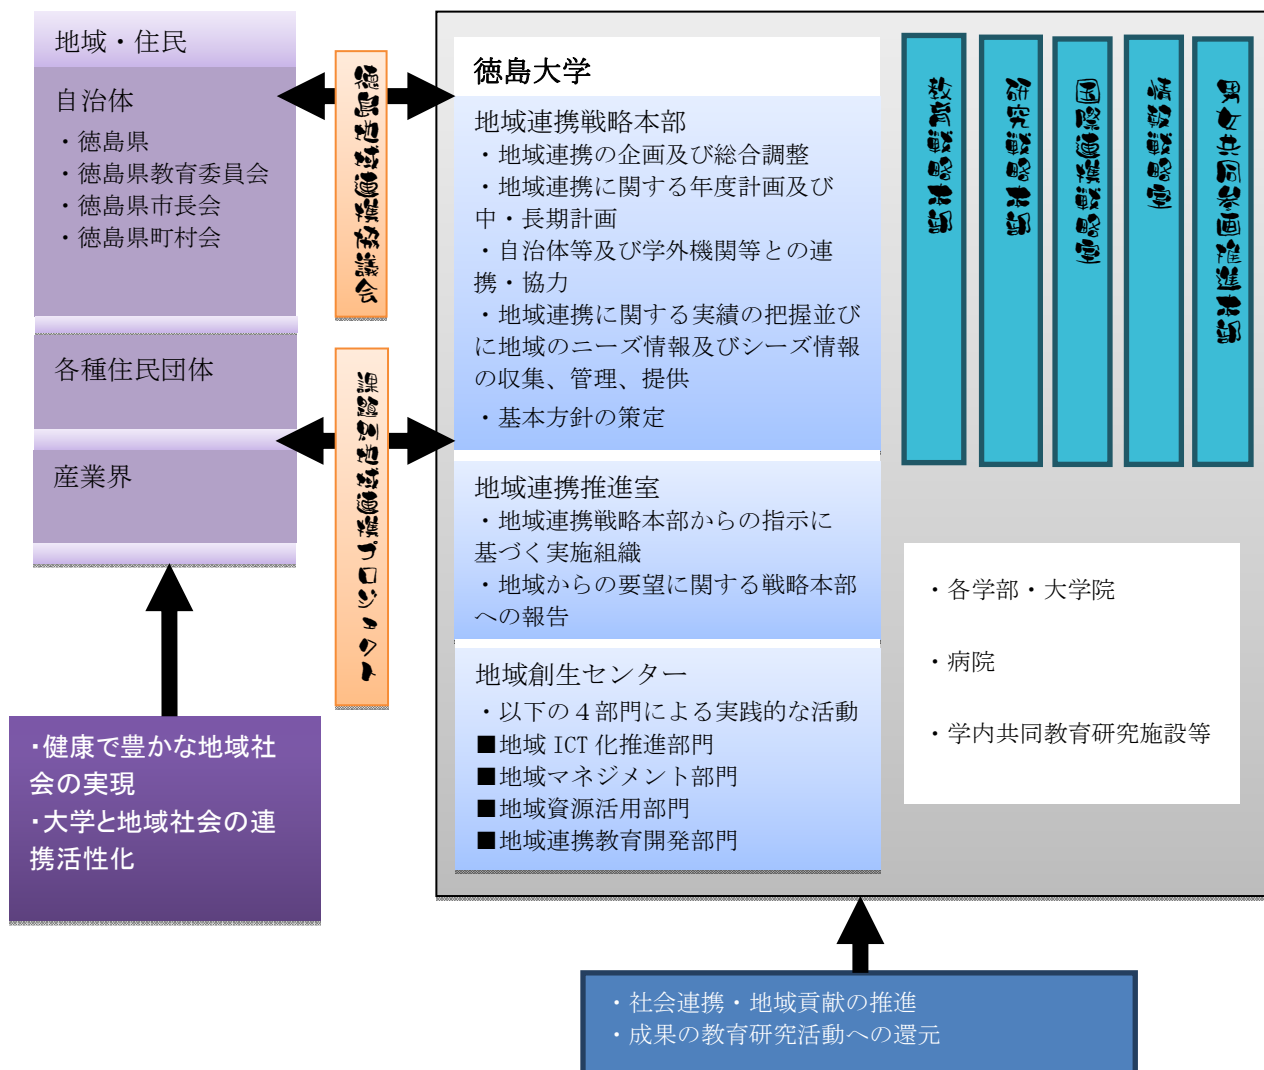 地域・住民
自治体
・徳島県
・徳島県教育委員会
・徳島県市長会
・徳島県町村会
各種住民団体
産業界
・健康で豊かな地域社
会の実現
・大学と地域社会の連
携活性化
徳島地域連携協議会
課題別地域連携プロジェクト
徳島大学
地域連携戦略本部
・地域連携の企画及び総合調整
・地域連携に関する年度計画及び
中・長期計画
・自治体等及び学外機関等との連
携・協力
・地域連携に関する実績の把握並び
に地域のニーズ情報及びシーズ情報
の収集、管理、提供
・基本方針の策定
地域連携推進室
・地域連携戦略本部からの指示に
基づく実施組織
・地域からの要望に関する戦略本部
への報告
地域創生センター
・以下の４部門による実践的な活動
■地域 ICT 化推進部門
■地域マネジメント部門
■地域資源活用部門
■地域連携教育開発部門
教育戦略本部
研究戦略本部
国際連携戦略室
情報戦略室
男女共同参画推進本部
・各学部・大学院
・病院
・学内共同教育研究施設等
・社会連携・地域貢献の推進
・成果の教育研究活動への還元